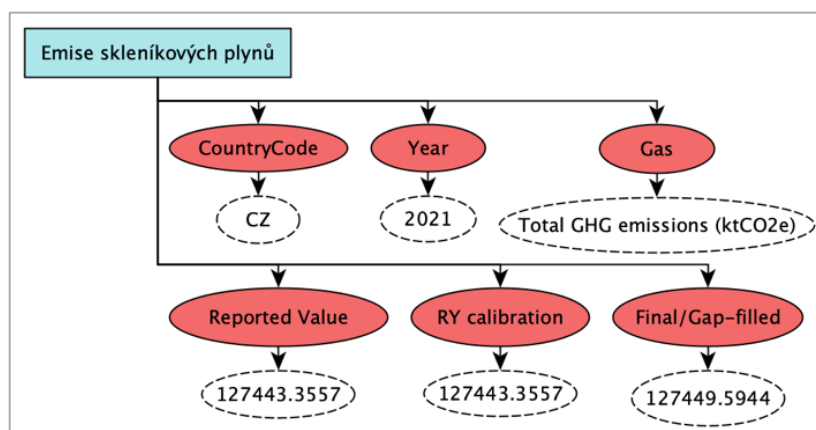 Emise skleníkových plynů
CountryCode
Year
Gas
CZ
2021
Total GHG emissions (ktCO2e)
Reported Value
RY calibration
Final/Gap-filled
127443.3557
127443.3557
127449.5944